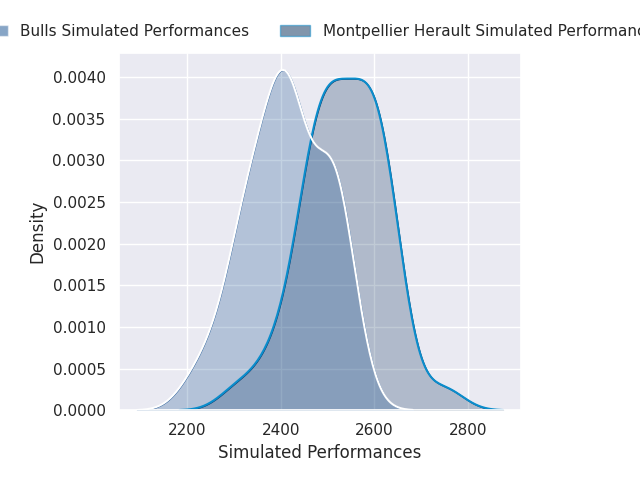 Bulls Simulated Performances
Montpellier Herault Simulated
0.0040
0.0035
0.0030
0.0025
0.0020
0.0015
0.0010
0.0005
0.0000
Density
2200 2400 2600 2800
Simulated Performances